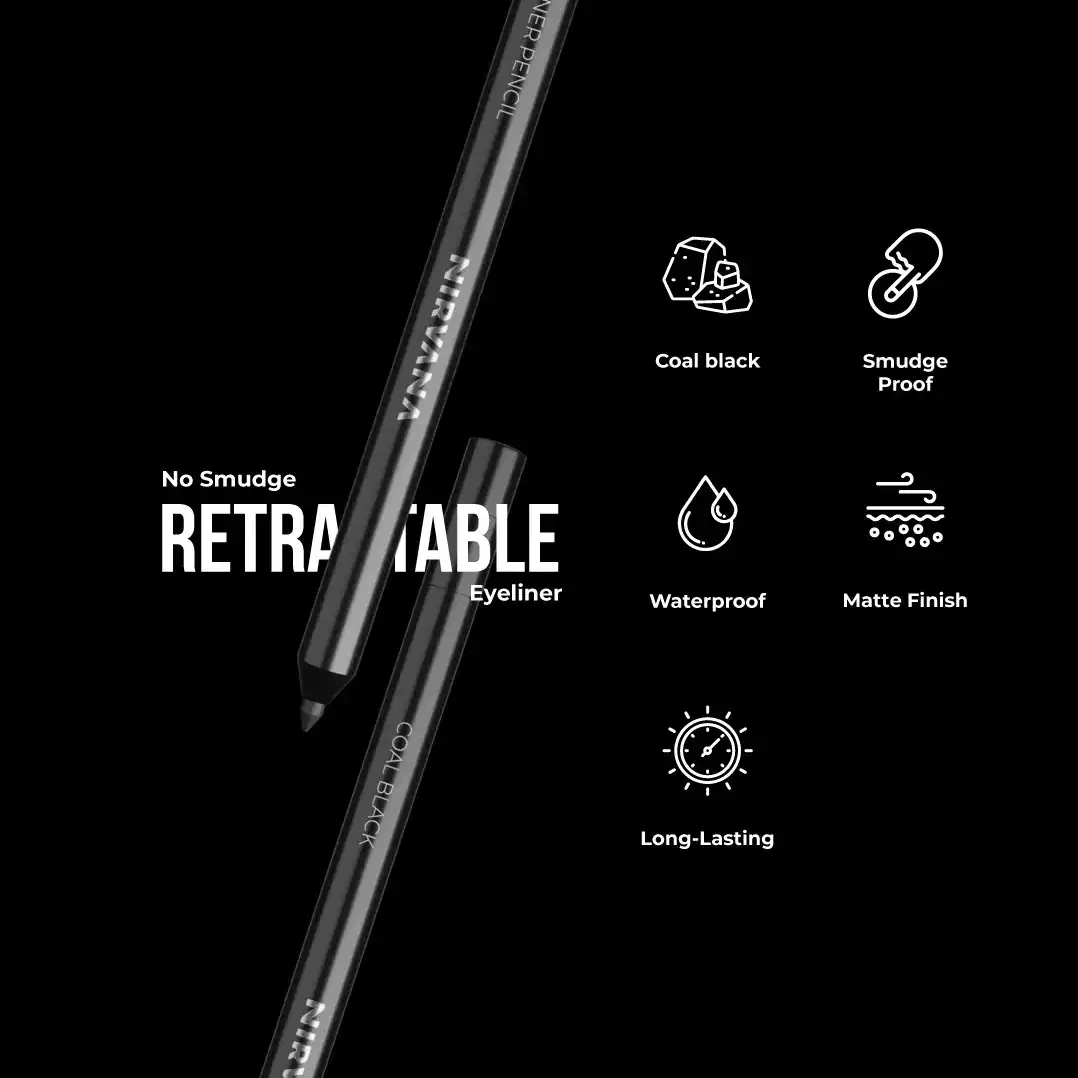 NER PENCIL
NIRVANA
No Smudge
RETRA TABLE
Eyeliner
COAL BLACK
NIRV
Coal black
Smudge
Proof
Waterproof
Matte Finish
Long-Lasting